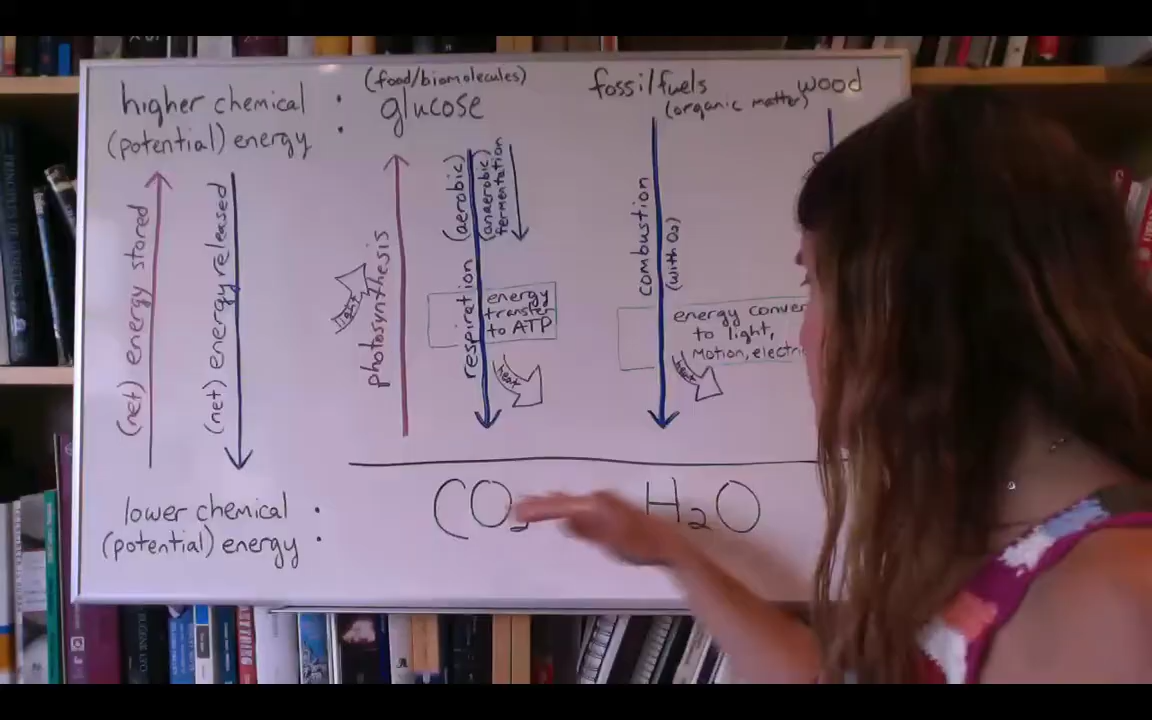 higher chemical :
(potential) energy
(food/biomolecules)
glucose
fossil fuels
(organic matter)
wood
(net) energy stored
(net) energy released
light
photosynthesis
respiration (aerobic)
(anaerobic)
fermentation
energy
transfer
to ATP
heat
combustion
(with O₂)
energy conver
to light,
Motion, electric
heat
lower chemical :
(potential) energy
CO₂
H₂O